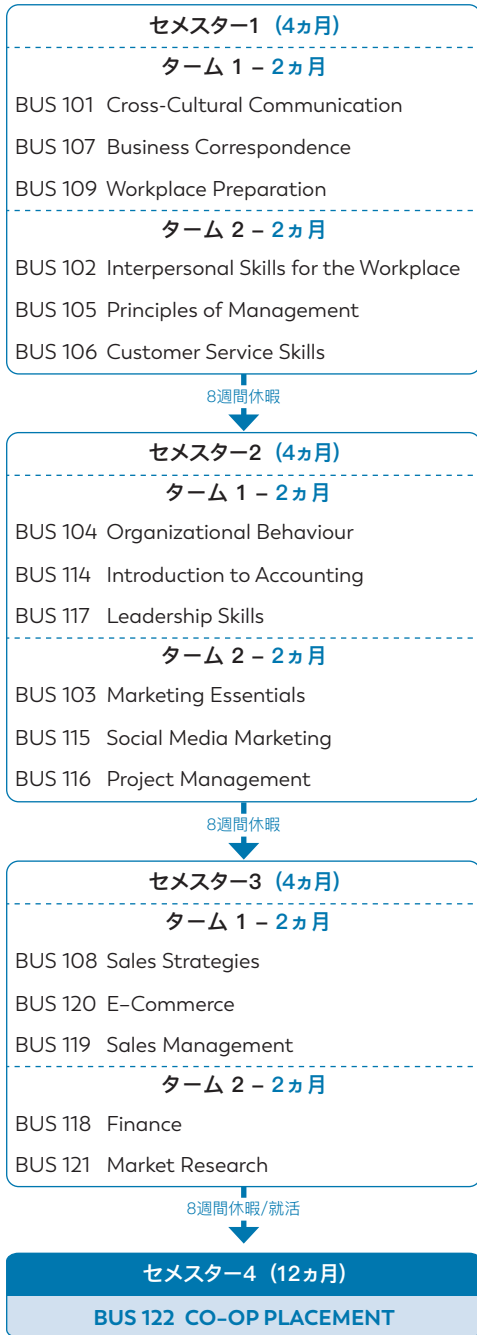 セメスター1 (4ヵ月)
ターム 1 – 2ヵ月
BUS 101 Cross-Cultural Communication
BUS 107 Business Correspondence
BUS 109 Workplace Preparation
ターム 2 – 2ヵ月
BUS 102 Interpersonal Skills for the Workplace
BUS 105 Principles of Management
BUS 106 Customer Service Skills
8週間休暇
セメスター2 (4ヵ月)
ターム 1 – 2ヵ月
BUS 104 Organizational Behaviour
BUS 114 Introduction to Accounting
BUS 117 Leadership Skills
ターム 2 – 2ヵ月
BUS 103 Marketing Essentials
BUS 115 Social Media Marketing
BUS 116 Project Management
8週間休暇
セメスター3 (4ヵ月)
ターム 1 – 2ヵ月
BUS 108 Sales Strategies
BUS 120 E–Commerce
BUS 119 Sales Management
ターム 2 – 2ヵ月
BUS 118 Finance
BUS 121 Market Research
8週間休暇/就活
セメスター4 (12ヵ月)
BUS 122 CO-OP PLACEMENT